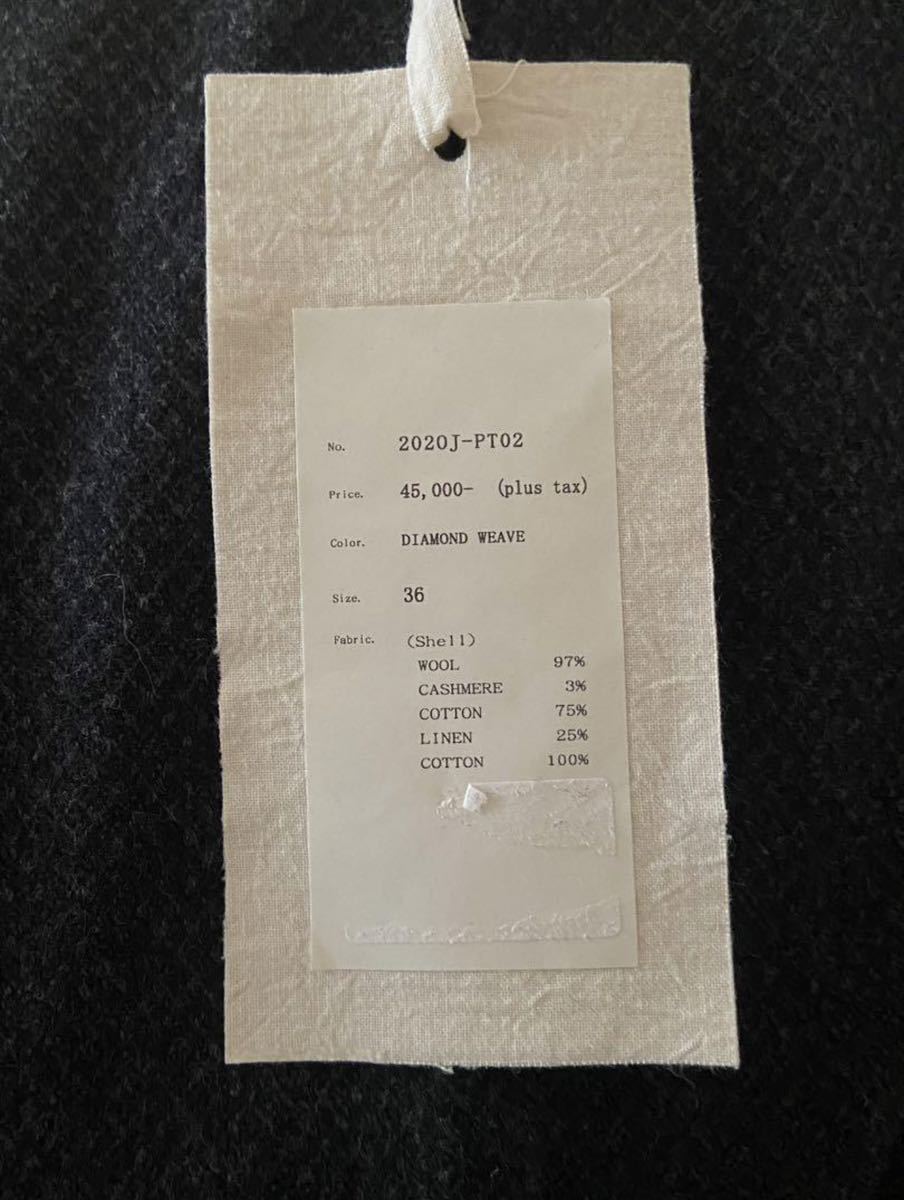 No. 2020J-PT02
Price. 45,000- (plus tax)
Color. DIAMOND WEAVE
Size. 36
Fabric. (Shell)
WOOL 97%
CASHMERE 3%
COTTON 75%
LINEN 25%
COTTON 100%